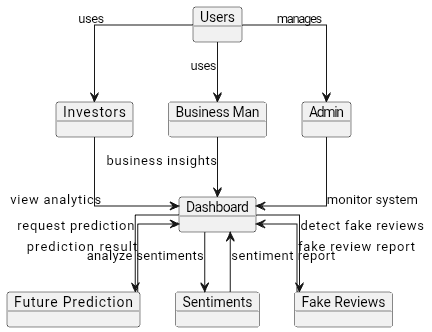 Users
uses
manages
uses
Investors
Business Man
Admin
business insights
view analytics
Dashboard
monitor system
request prediction
detect fake reviews
prediction result
fake review report
analyze sentiments
sentiment report
Future Prediction
Sentiments
Fake Reviews